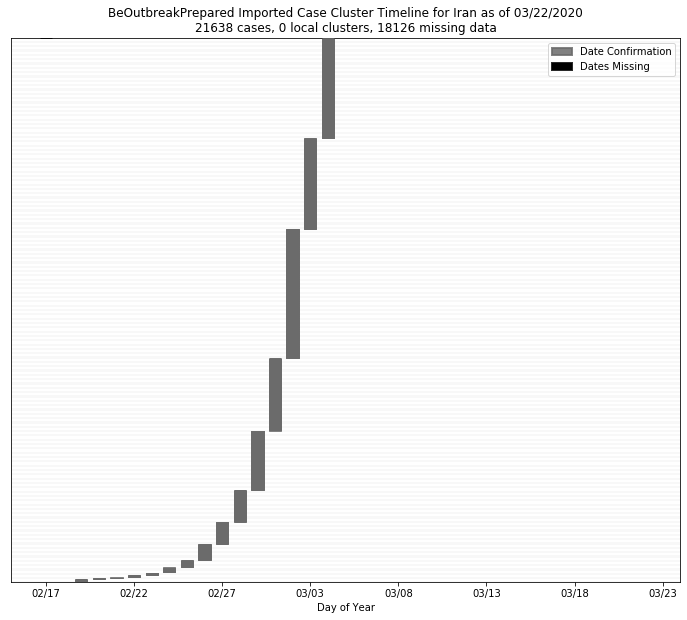 BeOutbreakPrepared Imported Case Cluster Timeline for Iran as of 03/22/2020
21638 cases, 0 local clusters, 18126 missing data
Date Confirmation
Dates Missing
02/17 02/22 02/27 03/03 03/08 03/13 03/18 03/23
Day of Year